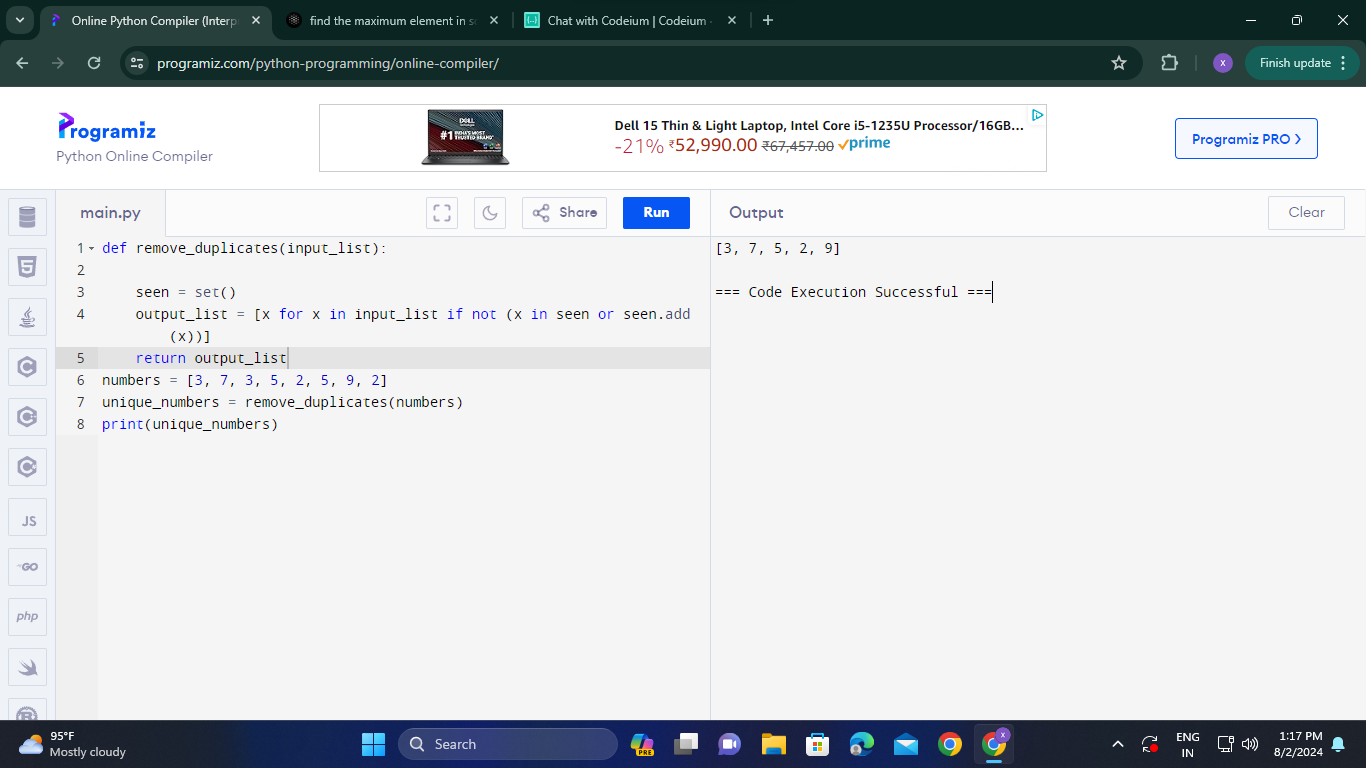 Online Python Compiler (Interp
find the maximum element in s
Chat with Codeium | Codeium
programiz.com/python-programming/online-compiler/
x
Finish update
Programiz
Python Online Compiler
DELL
#1 INDIA'S MOST TRUSTED BRAND
Dell 15 Thin & Light Laptop, Intel Core i5-1235U Processor/16GB...
-21% ₹52,990.00 ₹67,457.00 prime
Programiz PRO >
main.py
Share
Run
Output
Clear
1 def remove_duplicates(input_list):
2
3 seen = set()
4 output_list = [x for x in input_list if not (x in seen or seen.add
(x))]
5 return output_list
6 numbers = [3, 7, 3, 5, 2, 5, 9, 2]
7 unique_numbers = remove_duplicates(numbers)
8 print(unique_numbers)
[3, 7, 5, 2, 9]
=== Code Execution Successful ===
JS
GO
php
95°F
Mostly cloudy
Search
PRE
x
ENG
IN
1:17 PM
8/2/2024